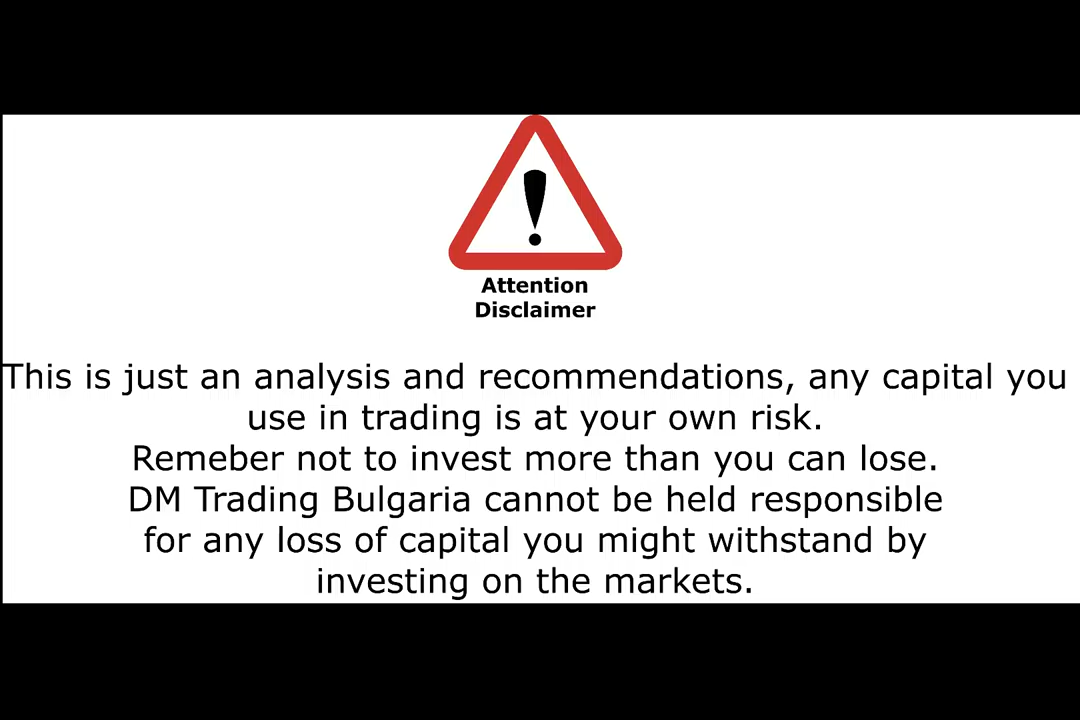 !
Attention
Disclaimer
This is just an analysis and recommendations, any capital you
use in trading is at your own risk.
Remeber not to invest more than you can lose.
DM Trading Bulgaria cannot be held responsible
for any loss of capital you might withstand by
investing on the markets.